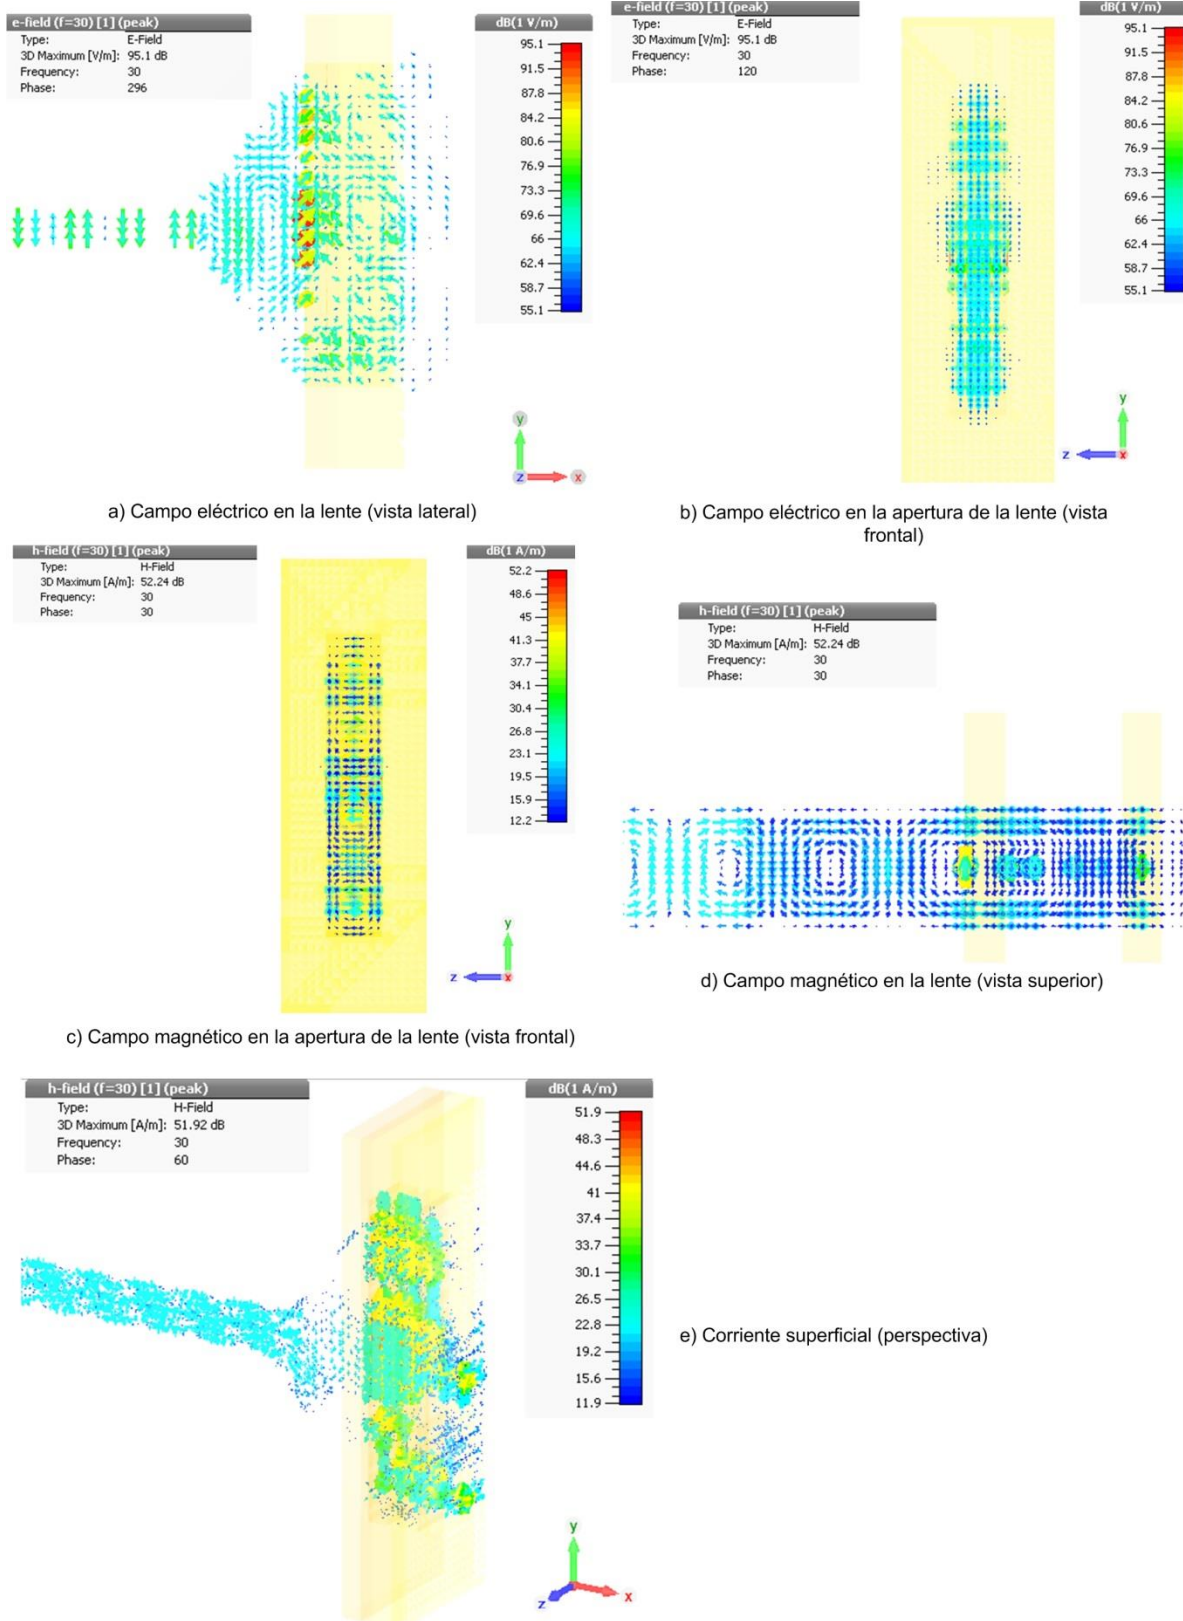 e-field (f=30) [1] (peak)
Type: E-Field
3D Maximum [V/m]: 95.1 dB
Frequency: 30
Phase: 296
dB(1 V/m)
95.1
91.5
87.8
84.2
80.6
76.9
73.3
69.6
66
62.4
58.7
55.1
y
z
x
a) Campo eléctrico en la lente (vista lateral)
e-field (f=30) [1] (peak)
Type: E-Field
3D Maximum [V/m]: 95.1 dB
Frequency: 30
Phase: 120
dB(1 V/m)
95.1
91.5
87.8
84.2
80.6
76.9
73.3
69.6
66
62.4
58.7
55.1
y
z
x
b) Campo eléctrico en la apertura de la lente (vista
frontal)
h-field (f=30) [1] (peak)
Type: H-Field
3D Maximum [A/m]: 52.24 dB
Frequency: 30
Phase: 30
dB(1 A/m)
52.2
48.6
45
41.3
37.7
34.1
30.4
26.8
23.1
19.5
15.9
12.2
y
z
x
c) Campo magnético en la apertura de la lente (vista frontal)
h-field (f=30) [1] (peak)
Type: H-Field
3D Maximum [A/m]: 52.24 dB
Frequency: 30
Phase: 30
d) Campo magnético en la lente (vista superior)
h-field (f=30) [1] (peak)
Type: H-Field
3D Maximum [A/m]: 51.92 dB
Frequency: 30
Phase: 60
dB(1 A/m)
51.9
48.3
44.6
41
37.4
33.7
30.1
26.5
22.8
19.2
15.6
11.9
y
z
x
e) Corriente superficial (perspectiva)